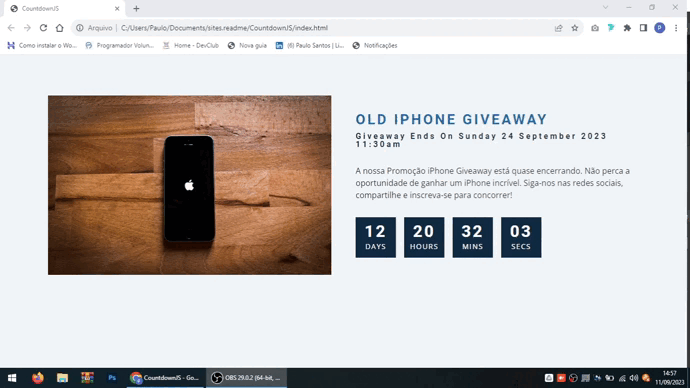 CountdownJS
Arquivo | C:/Users/Paulo/Documents/sites.readme/CountdownJS/index.html
P
Como instalar o Wo... Programador Volun... Home - DevClub Nova guia (6) Paulo Santos | Li... Notificações
OLD IPHONE GIVEAWAY
Giveaway Ends On Sunday 24 September 2023
11:30am
A nossa Promoção iPhone Giveaway está quase encerrando. Não perca a
oportunidade de ganhar um iPhone incrível. Siga-nos nas redes sociais,
compartilhe e inscreva-se para concorrer!
12 20 32 03
DAYS HOURS MINS SECS
Ps CountdownJS - Go... OBS 29.0.2 (64-bit, ...
14:57
11/09/2023